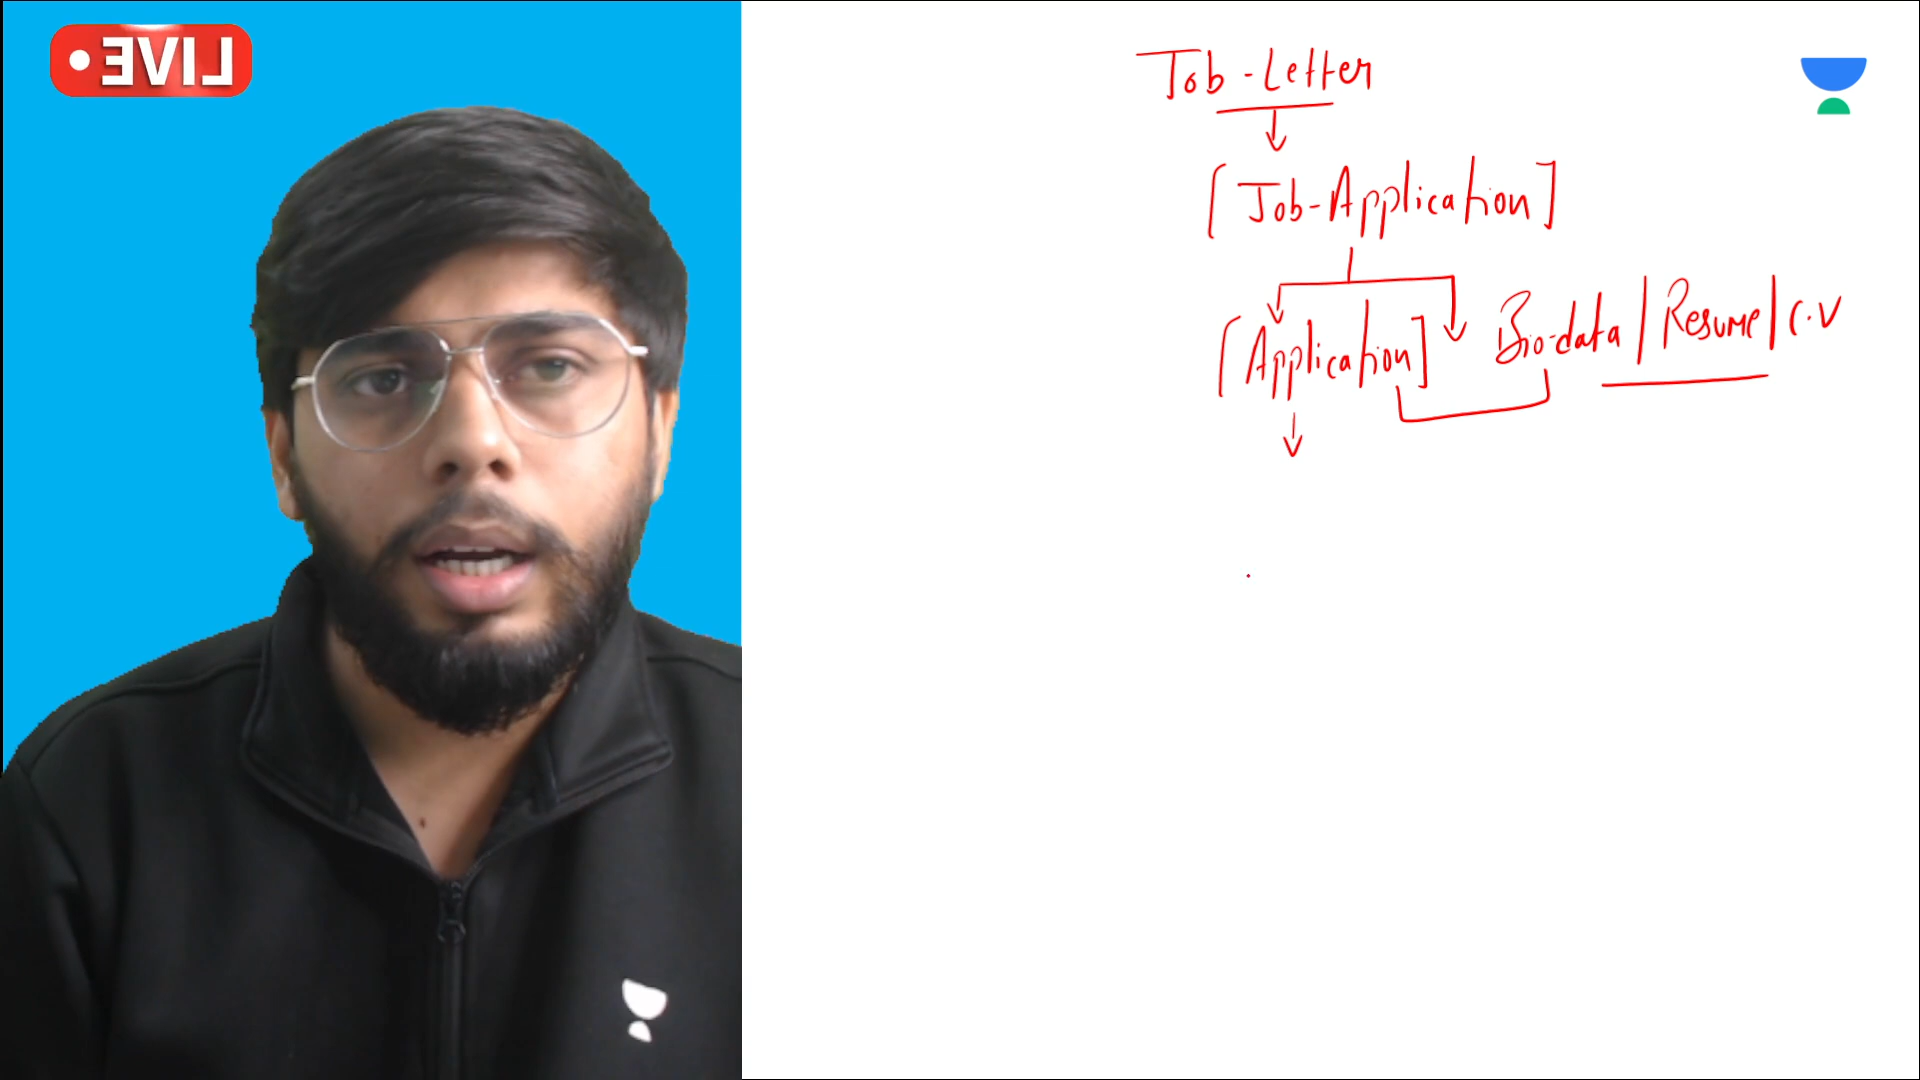 LIVE
Job-Letter
[Job-Application]
[Application] Bio-data / Resume / C.V